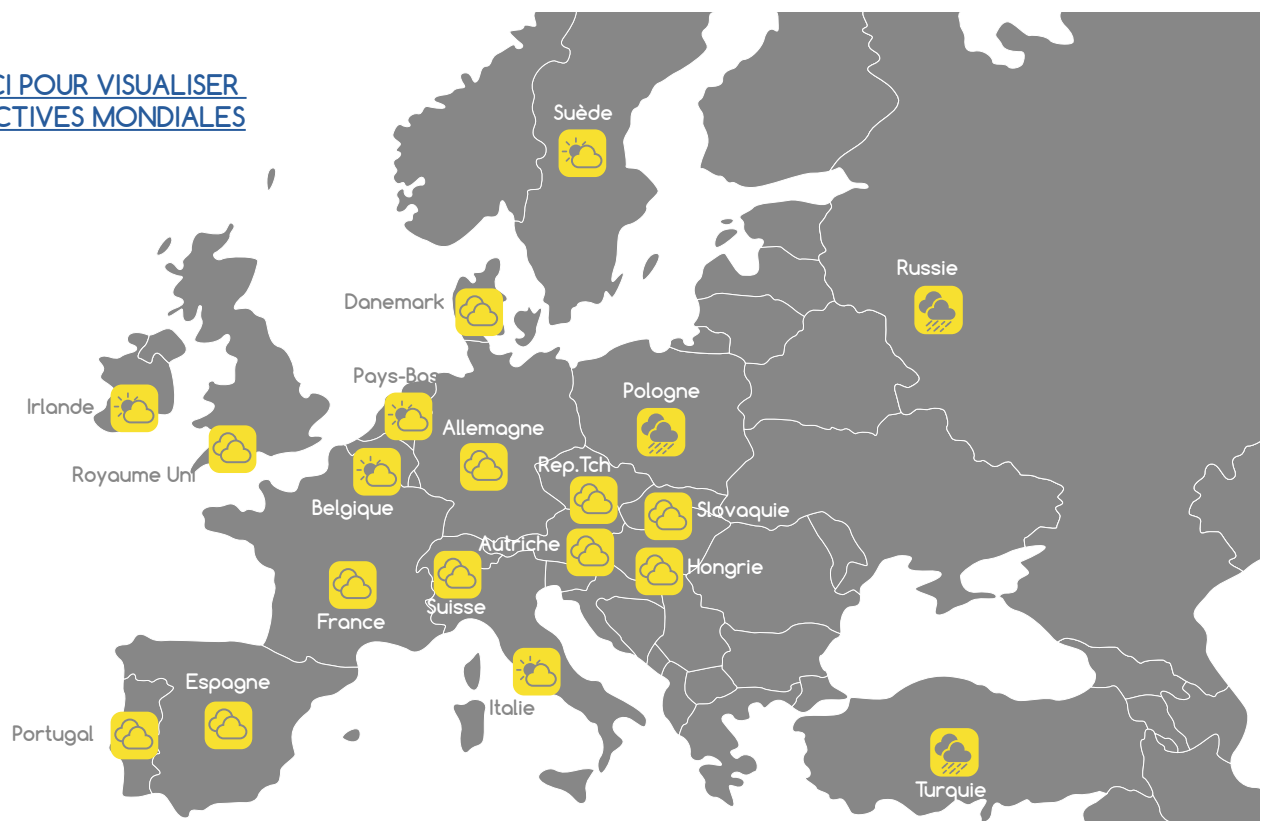 CI POUR VISUALISER
CTIVES MONDIALES
Suède
Russie
Danemark
Pays-Bas
Pologne
Irlande
Allemagne
Rep.Tch
Royaume Uni
Belgique
Slovaquie
Autriche
Hongrie
Suisse
France
Espagne
Italie
Portugal
Turquie